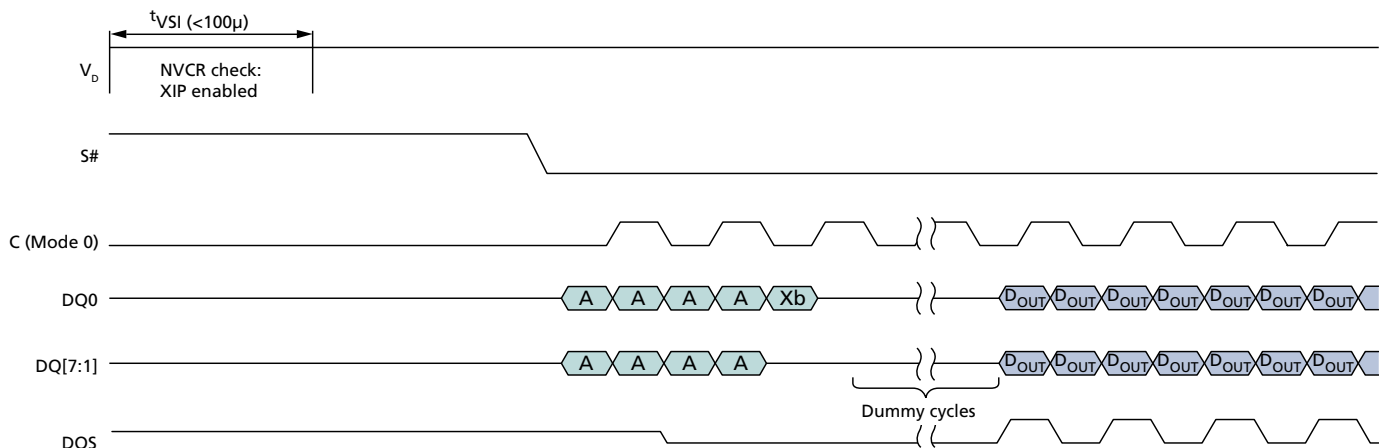 tVSI (<100μ)
VD
NVCR check:
XIP enabled
S#
C (Mode 0)
DQ0
A A A A Xb
DOUT DOUT DOUT DOUT DOUT DOUT DOUT
DQ[7:1]
A A A A
DOUT DOUT DOUT DOUT DOUT DOUT DOUT
Dummy cycles
DQS